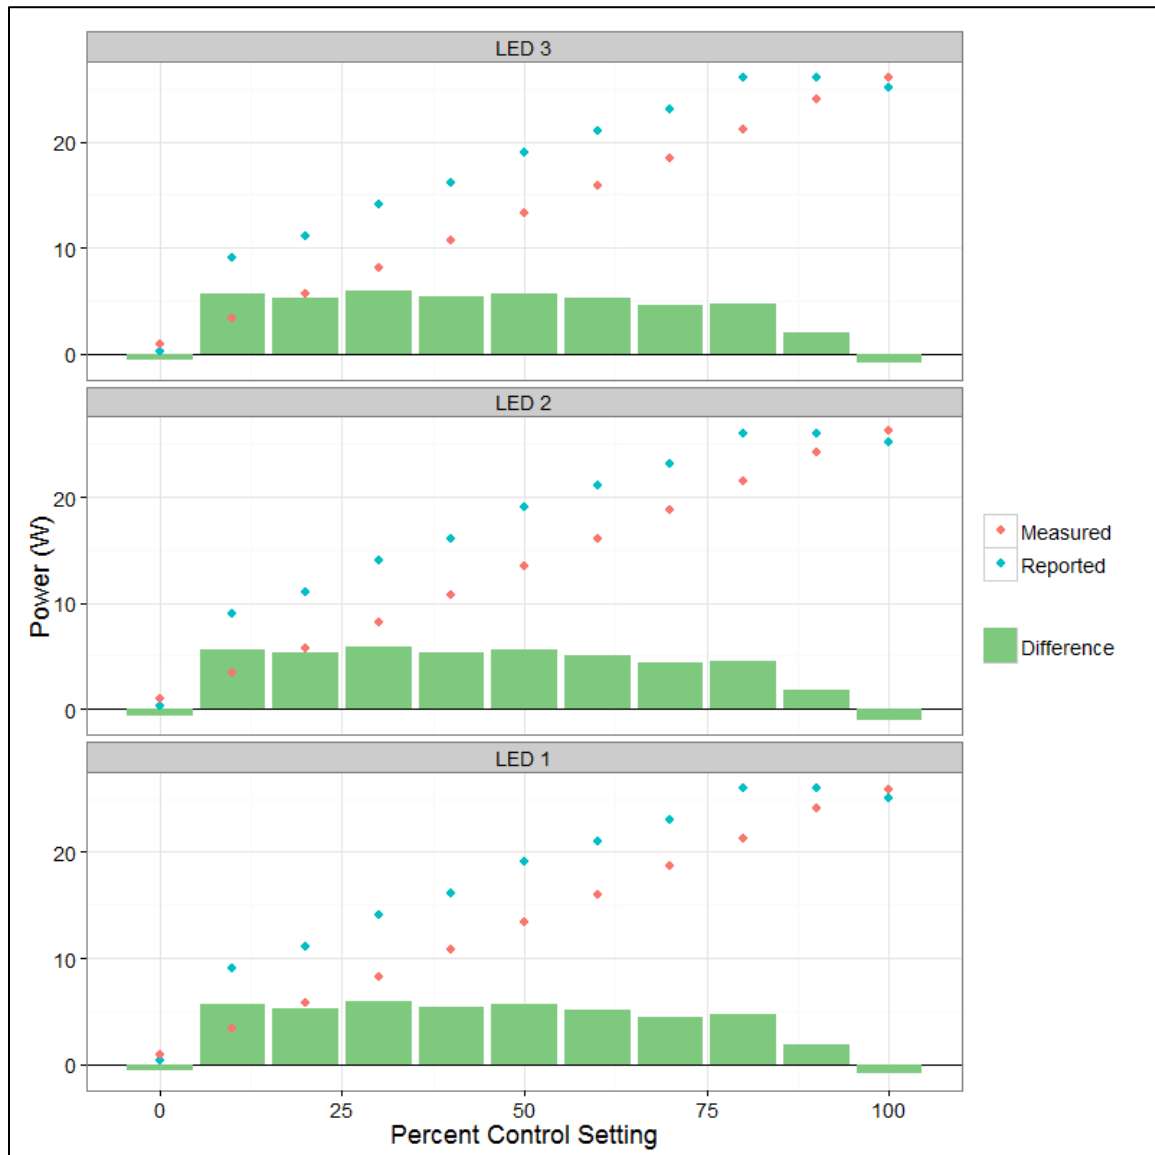 LED 3
20
10
0
LED 2
20
10
0
LED 1
20
10
0
0 25 50 75 100
Percent Control Setting
Power (W)
Measured
Reported
Difference